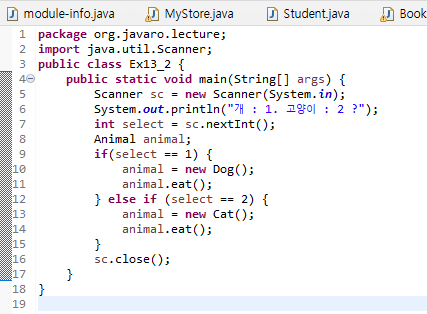 module-info.java MyStore.java Student.java Book
1 package org.javaro.lecture;
2 import java.util.Scanner;
3 public class Ex13_2 {
4 public static void main(String[] args) {
5 Scanner sc = new Scanner(System.in);
6 System.out.println("개 : 1. 고양이 : 2 ?");
7 int select = sc.nextInt();
8 Animal animal;
9 if(select == 1) {
10 animal = new Dog();
11 animal.eat();
12 } else if (select == 2) {
13 animal = new Cat();
14 animal.eat();
15 }
16 sc.close();
17 }
18 }
19